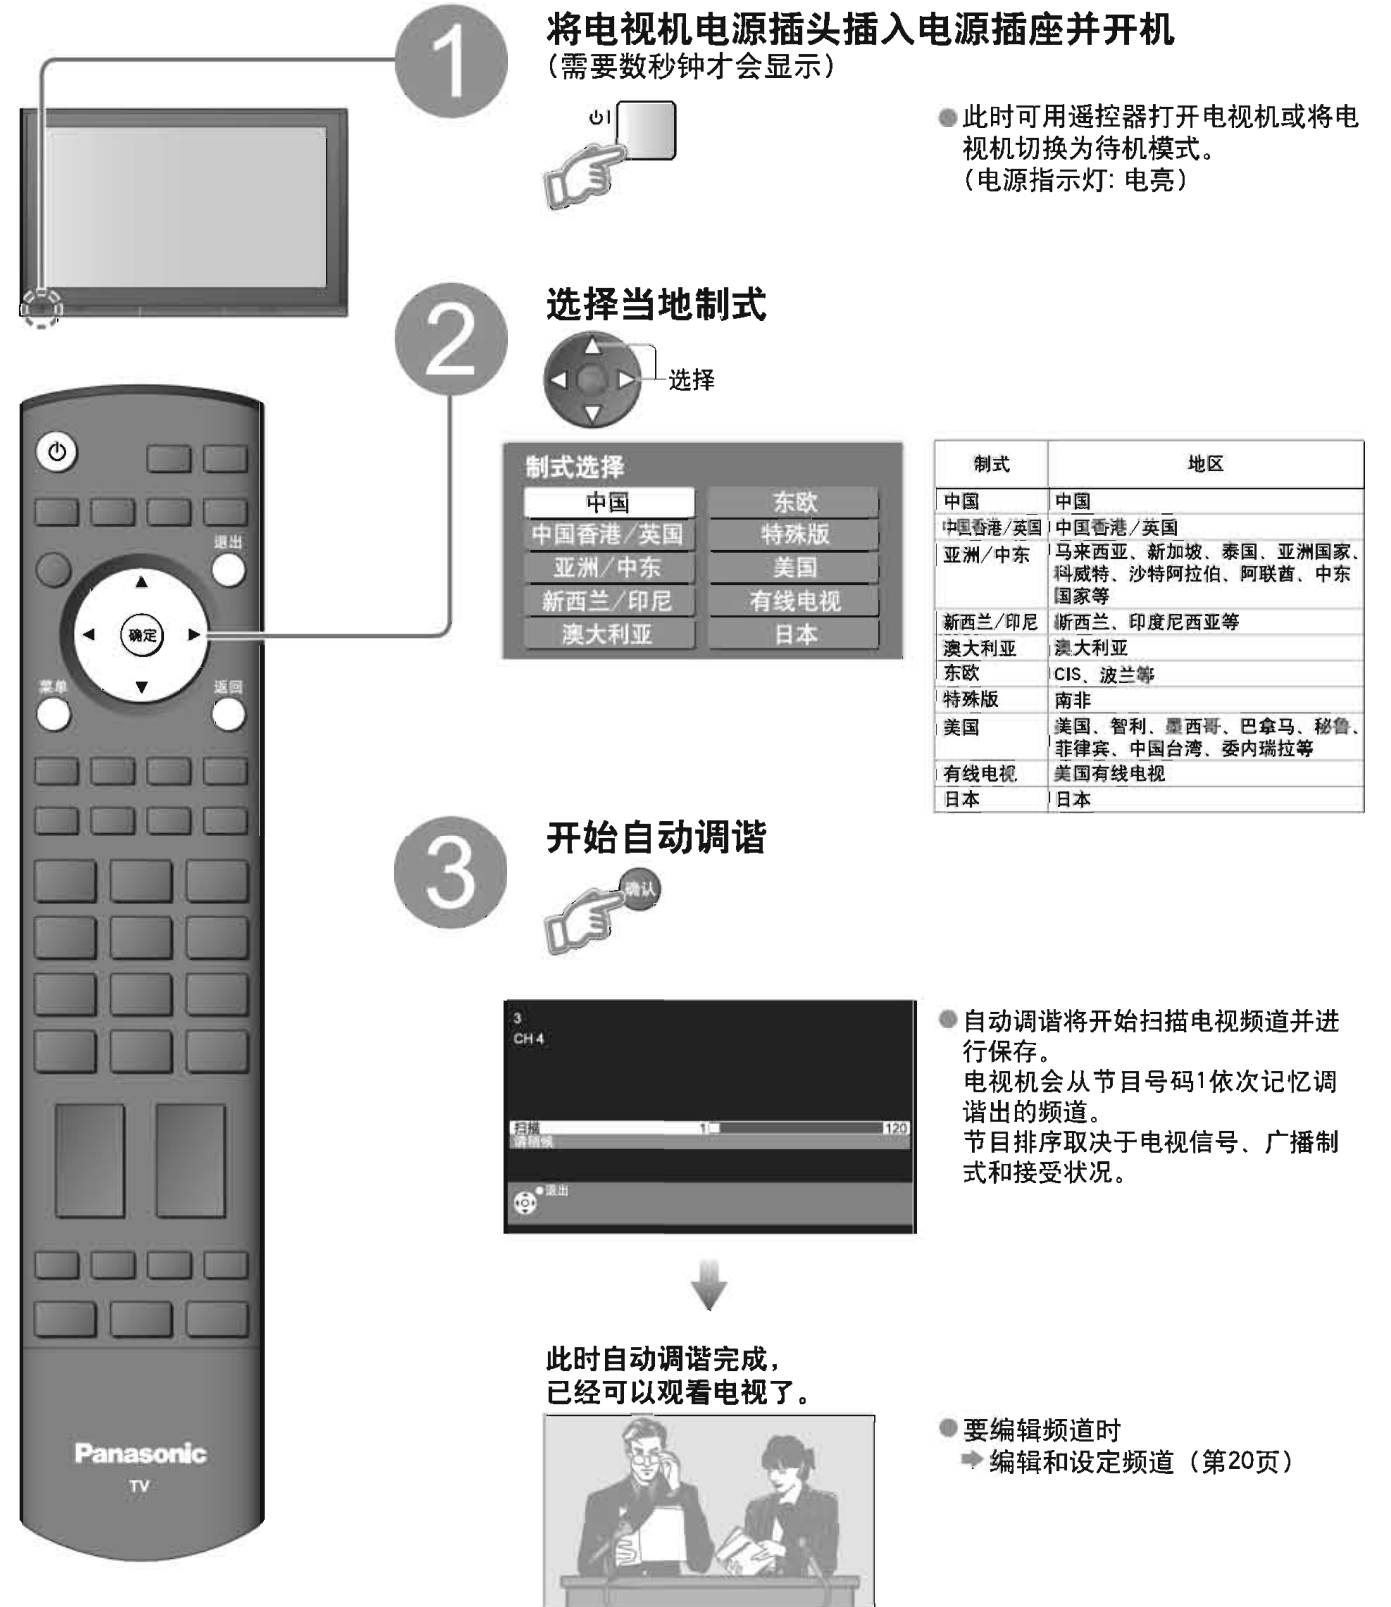 1
将电视机电源插头插入电源插座并开机
(需要数秒钟才会显示)
●此时可用遥控器打开电视机或将电
视机切换为待机模式。
(电源指示灯: 电亮)
2
选择当地制式
选择
制式选择
中国 东欧
中国香港/英国 特殊版
亚洲/中东 美国
新西兰/印尼 有线电视
澳大利亚 日本
制式 地区
中国 中国
中国香港/英国 中国香港/英国
亚洲/中东 马来西亚、新加坡、泰国、亚洲国家、
科威特、沙特阿拉伯、阿联酋、中东
国家等
新西兰/印尼 新西兰、印度尼西亚等
澳大利亚 澳大利亚
东欧 CIS、波兰等
特殊版 南非
美国 美国、智利、墨西哥、巴拿马、秘鲁、
菲律宾、中国台湾、委内瑞拉等
有线电视 美国有线电视
日本 日本
退出
确定
菜单
返回
Panasonic
TV
3
开始自动调谐
确认
3
CH 4
扫描 1 120
请稍候
●退出
●自动调谐将开始扫描电视频道并进
行保存。
电视机会从节目号码1依次记忆调
谐出的频道。
节目排序取决于电视信号、广播制
式和接受状况。
此时自动调谐完成，
已经可以观看电视了。
●要编辑频道时
➡编辑和设定频道（第20页）